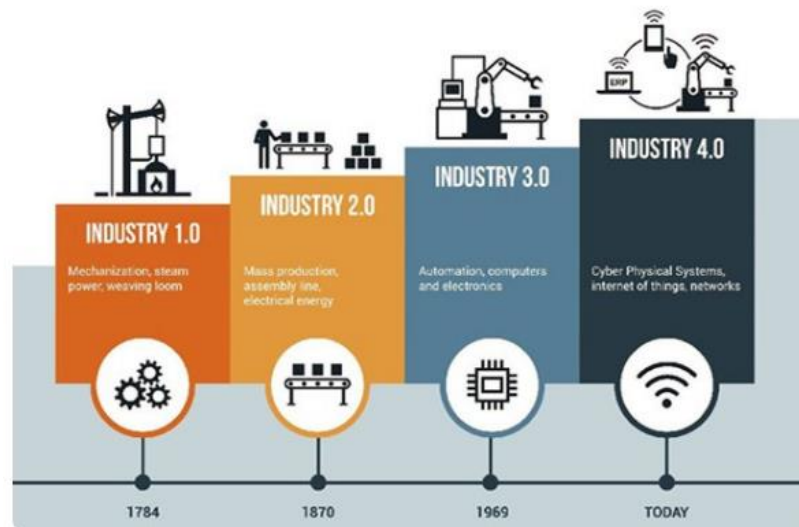 ERP
INDUSTRY 1.0
Mechanization, steam
power, weaving loom
INDUSTRY 2.0
Mass production,
assembly line,
electrical energy
INDUSTRY 3.0
Automation, computers
and electronics
INDUSTRY 4.0
Cyber Physical Systems,
internet of things, networks
1784
1870
1969
TODAY